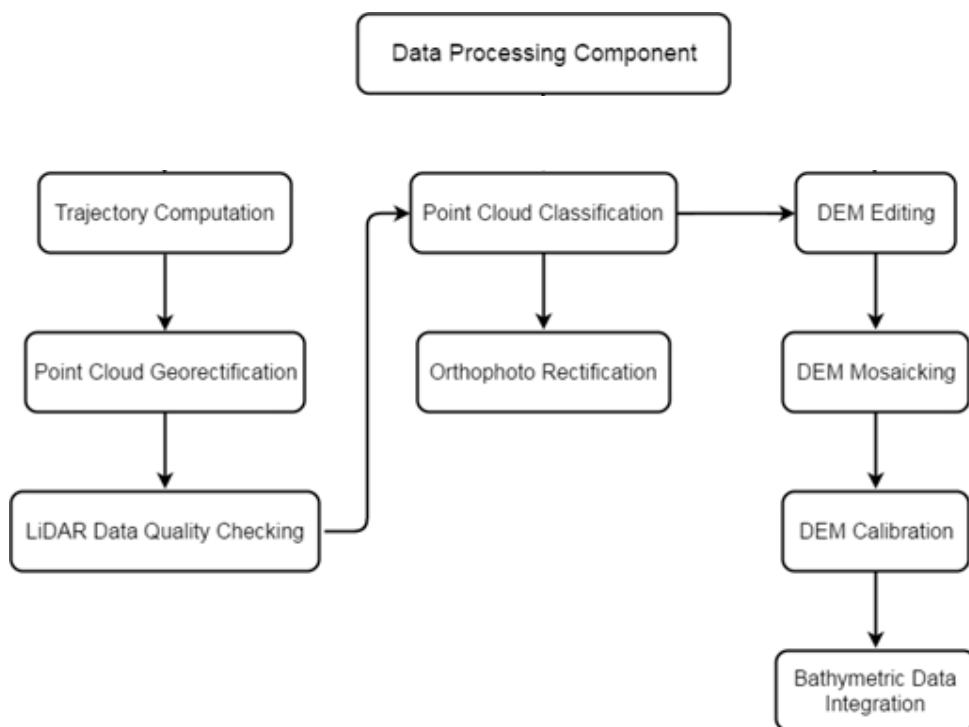 Data Processing Component
Trajectory Computation
Point Cloud Georectification
LiDAR Data Quality Checking
Point Cloud Classification
Orthophoto Rectification
DEM Editing
DEM Mosaicking
DEM Calibration
Bathymetric Data
Integration